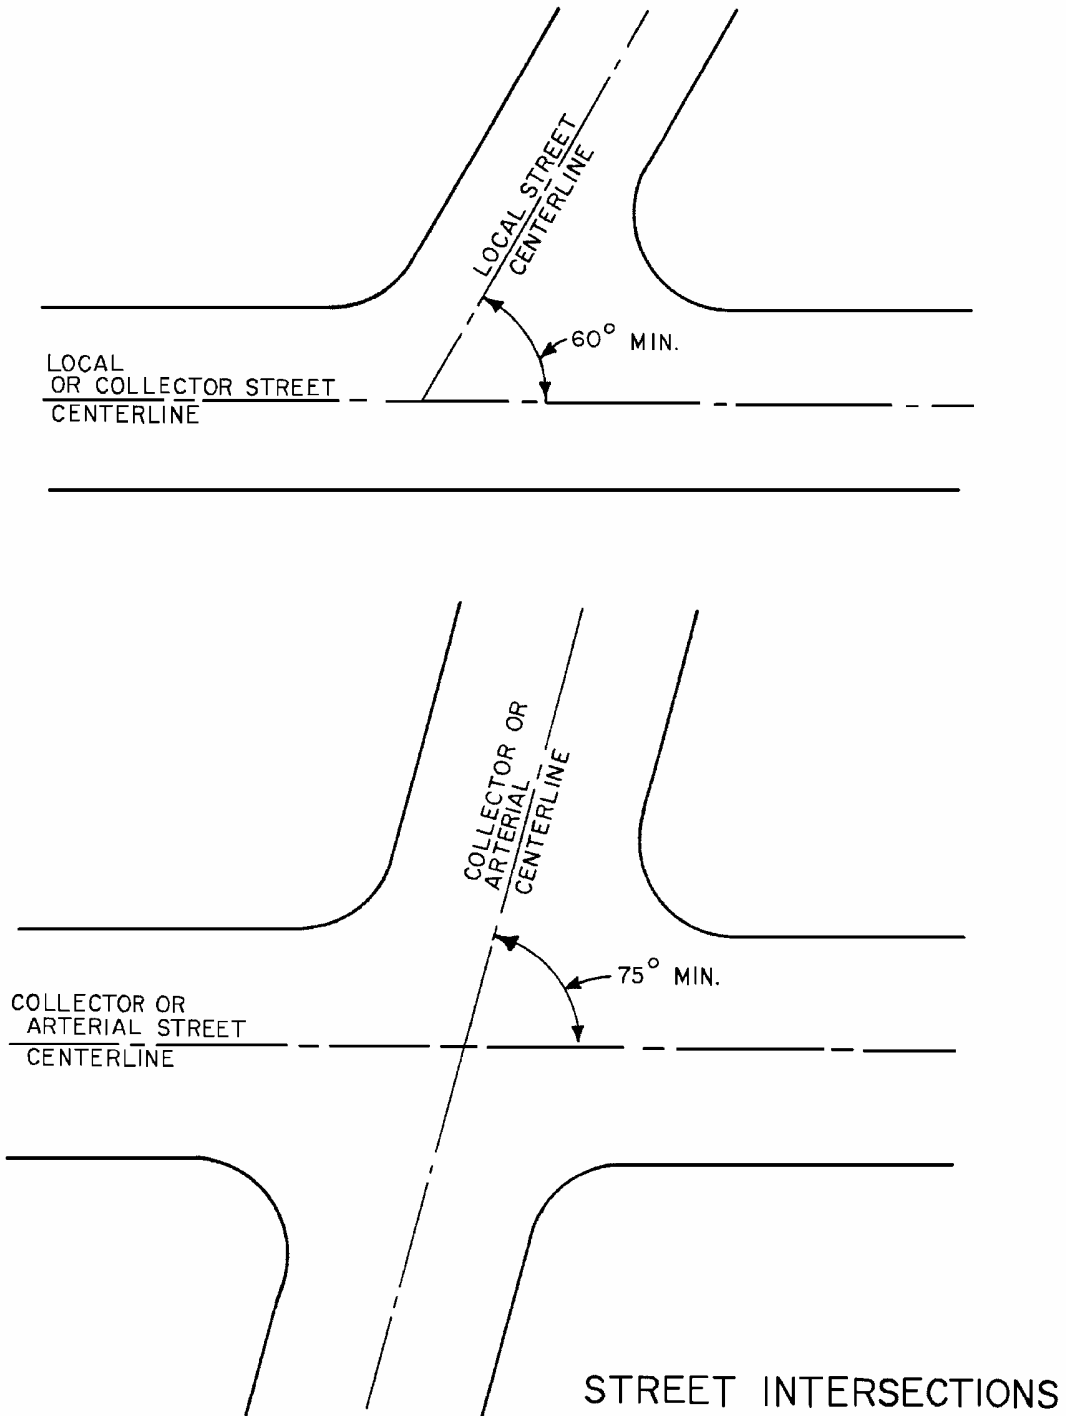 LOCAL STREET
CENTERLINE
60° MIN.
LOCAL
OR COLLECTOR STREET
CENTERLINE
COLLECTOR OR
ARTERIAL
CENTERLINE
75° MIN.
COLLECTOR OR
ARTERIAL STREET
CENTERLINE
STREET INTERSECTIONS